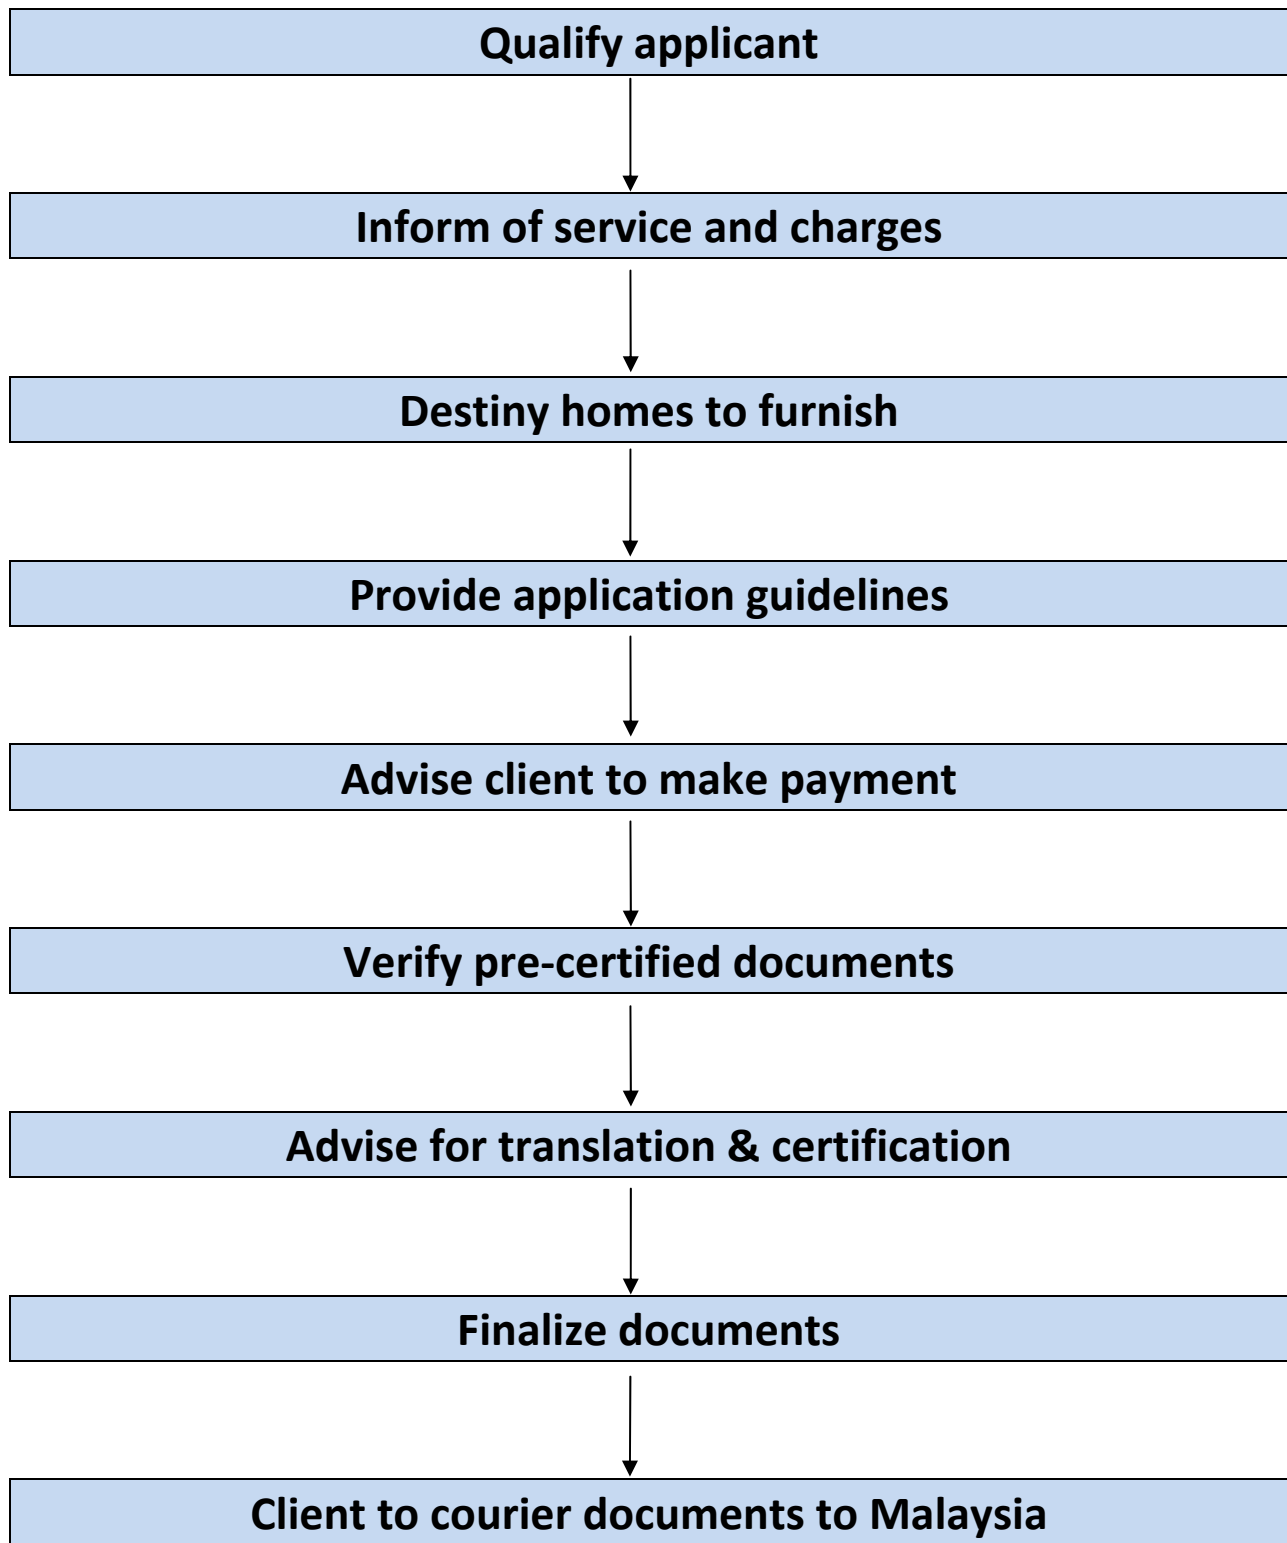 Qualify applicant
Inform of service and charges
Destiny homes to furnish
Provide application guidelines
Advise client to make payment
Verify pre-certified documents
Advise for translation & certification
Finalize documents
Client to courier documents to Malaysia